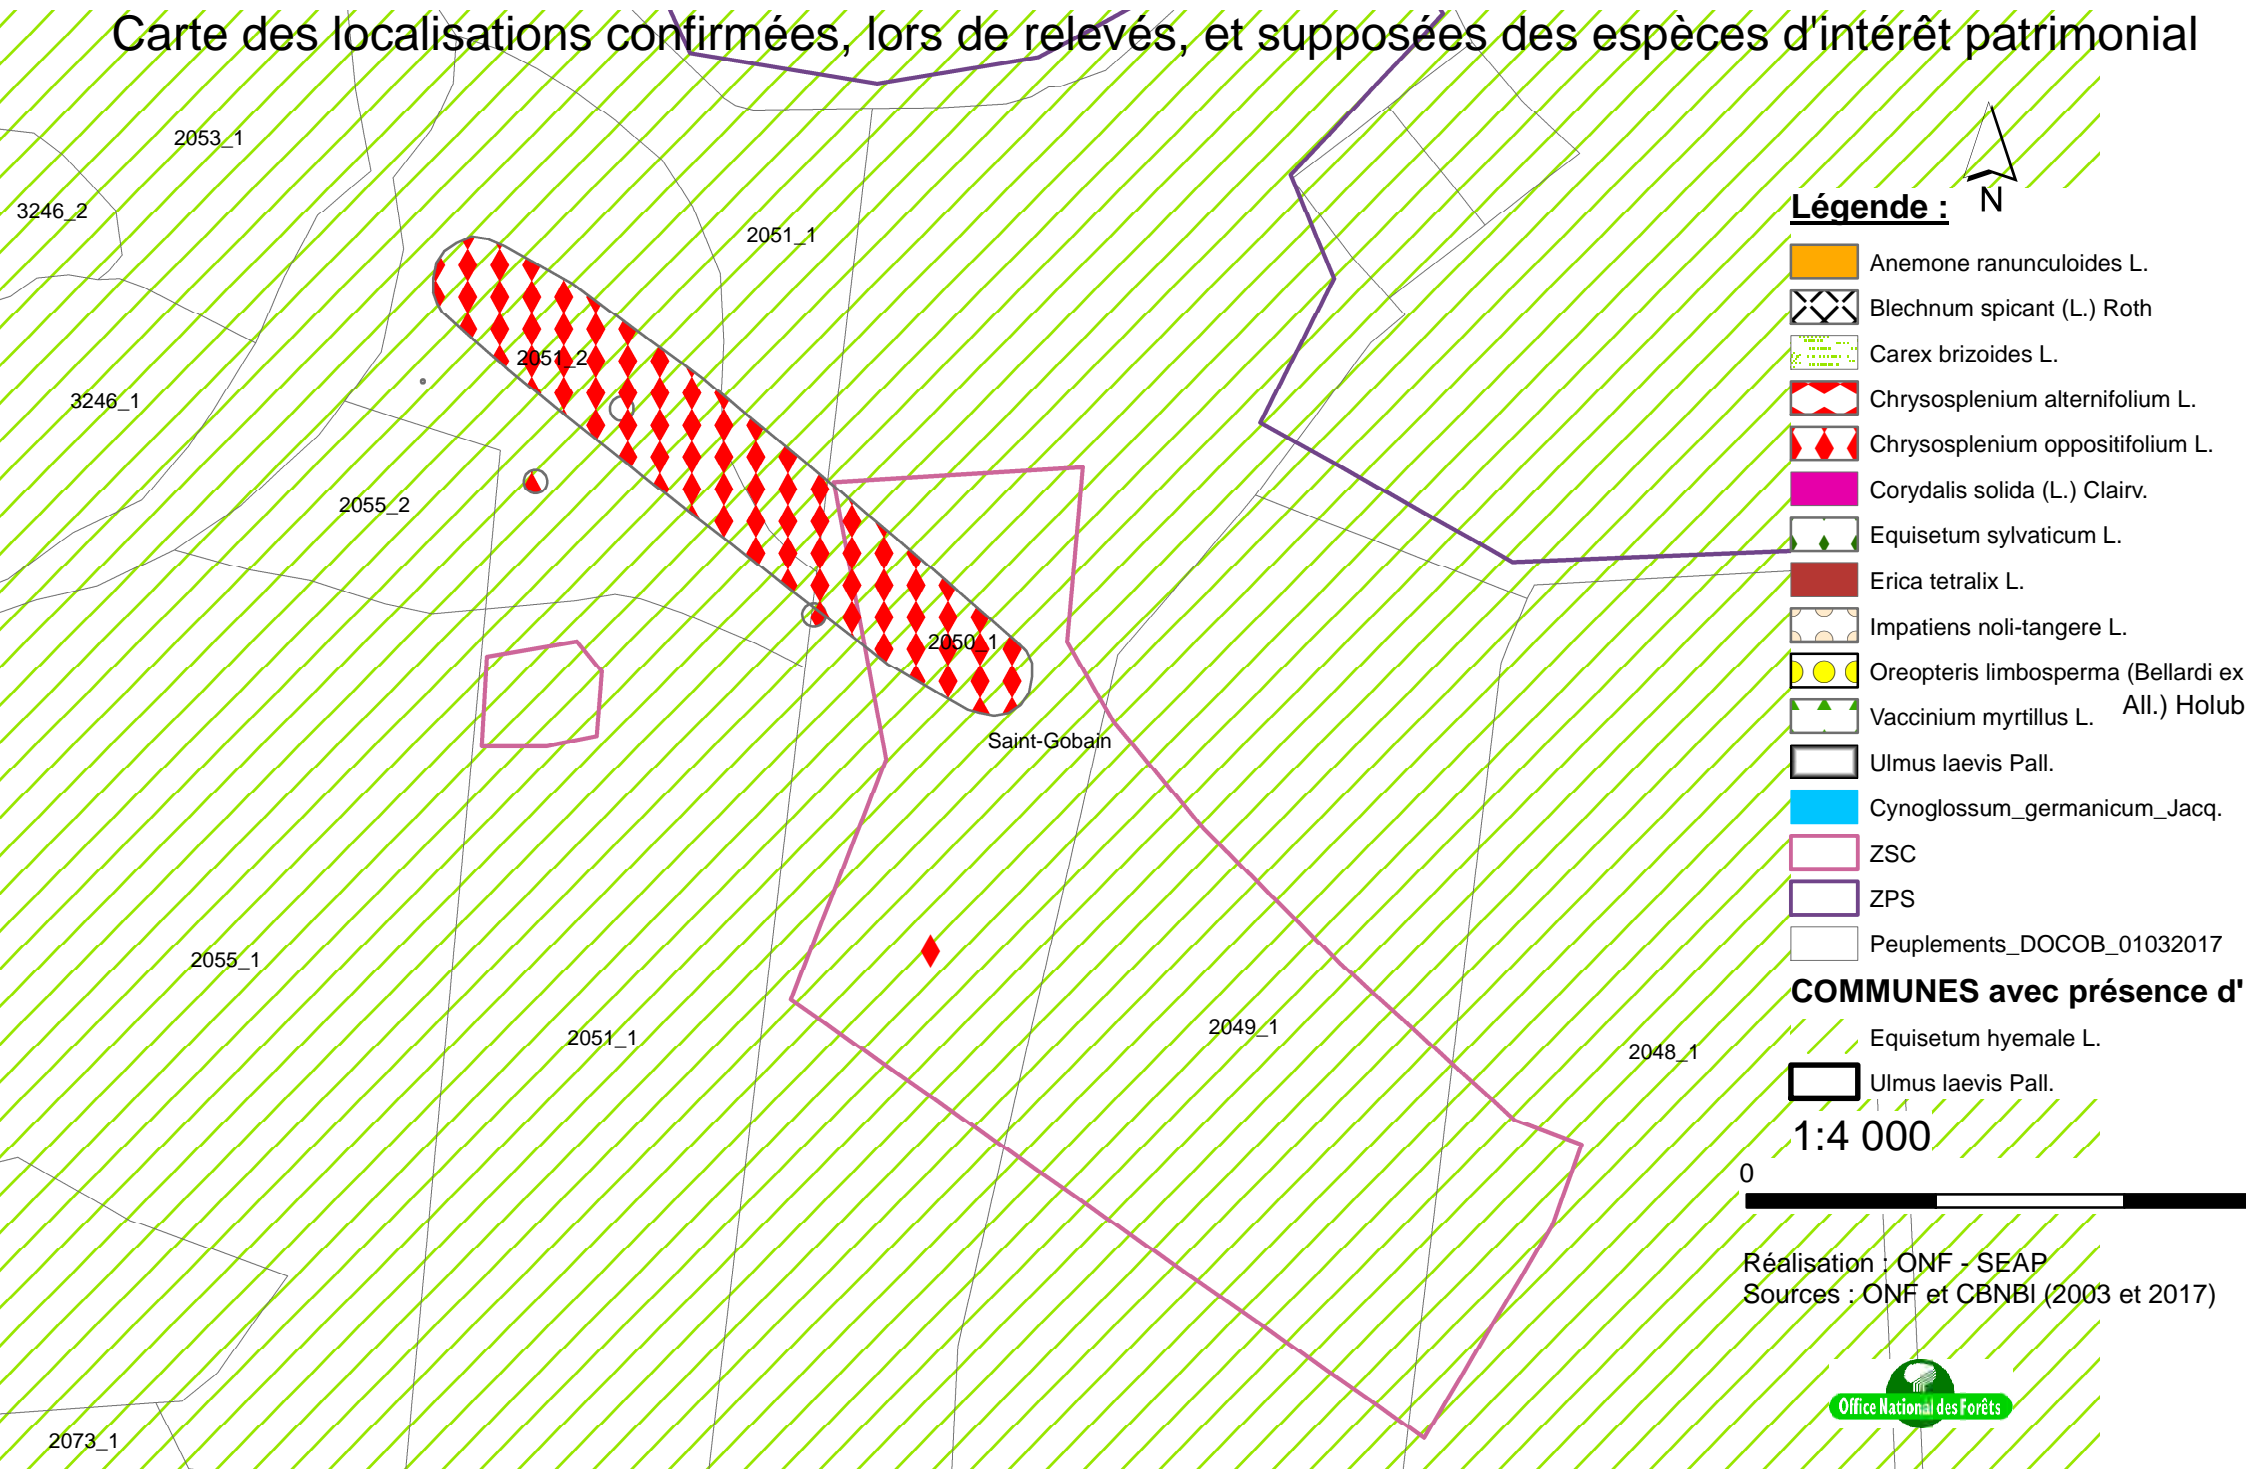 Carte des localisations confirmées, lors de relevés, et supposées des espèces d'intérêt patrimonial
2053_1
3246_2
2051_1
2051_2
3246_1
2055_2
2050_1
Saint-Gobain
2055_1
2051_1
2049_1
2048_1
2073_1
N
Légende :
Anemone ranunculoides L.
Blechnum spicant (L.) Roth
Carex brizoides L.
Chrysosplenium alternifolium L.
Chrysosplenium oppositifolium L.
Corydalis solida (L.) Clairv.
Equisetum sylvaticum L.
Erica tetralix L.
Impatiens noli-tangere L.
Oreopteris limbosperma (Bellardi ex
All.) Holub
Vaccinium myrtillus L.
Ulmus laevis Pall.
Cynoglossum_germanicum_Jacq.
ZSC
ZPS
Peuplements_DOCOB_01032017
COMMUNES avec présence d'
Equisetum hyemale L.
Ulmus laevis Pall.
1:4 000
0
Réalisation : ONF - SEAP
Sources : ONF et CBNBl (2003 et 2017)
Office National des Forêts